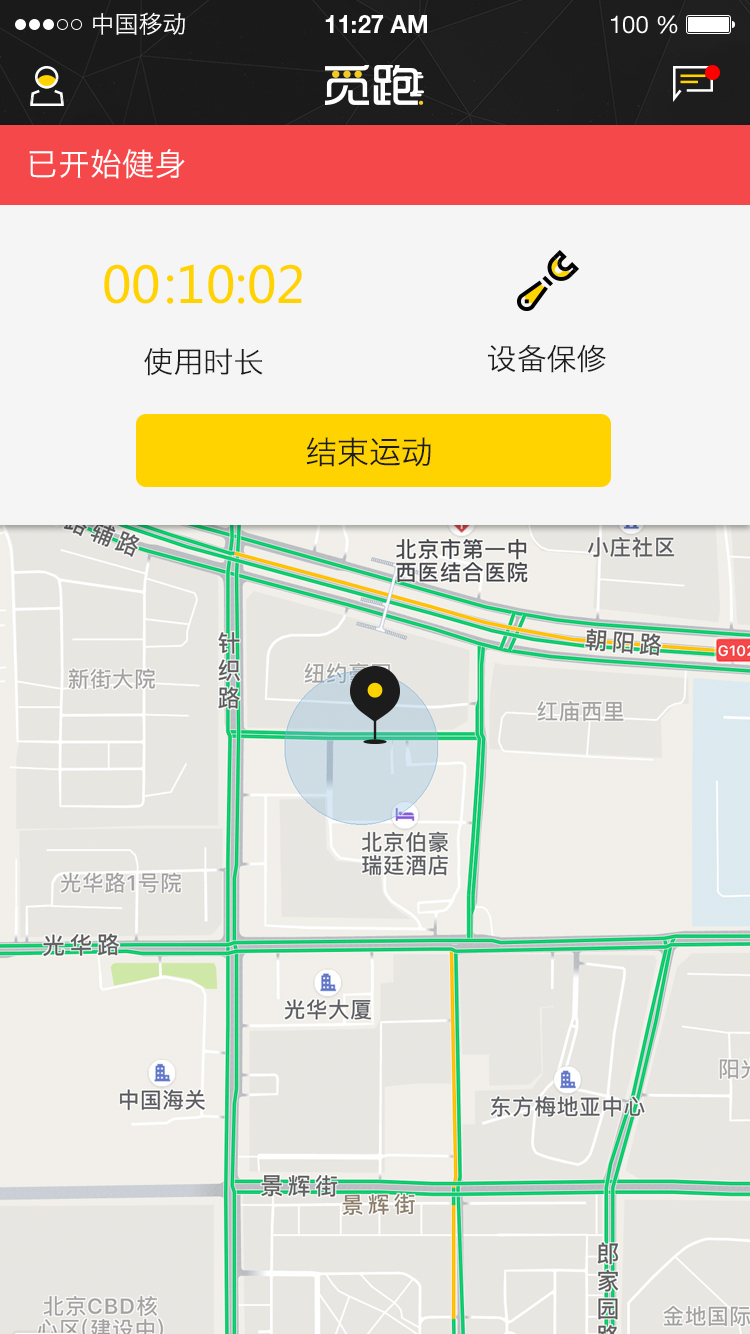 中国移动
11:27 AM
100 %
觅跑
已开始健身
00:10:02
使用时长
设备保修
结束运动
路辅路
北京市第一中
西医结合医院
小庄社区
朝阳路
G102
针织路
新街大院
红庙西里
北京伯豪
瑞廷酒店
光华路1号院
光华路
光华大厦
中国海关
东方梅地亚中心
阳光
景辉街
景辉街
郎家园路
北京CBD核
心区(建设中)
金地国际